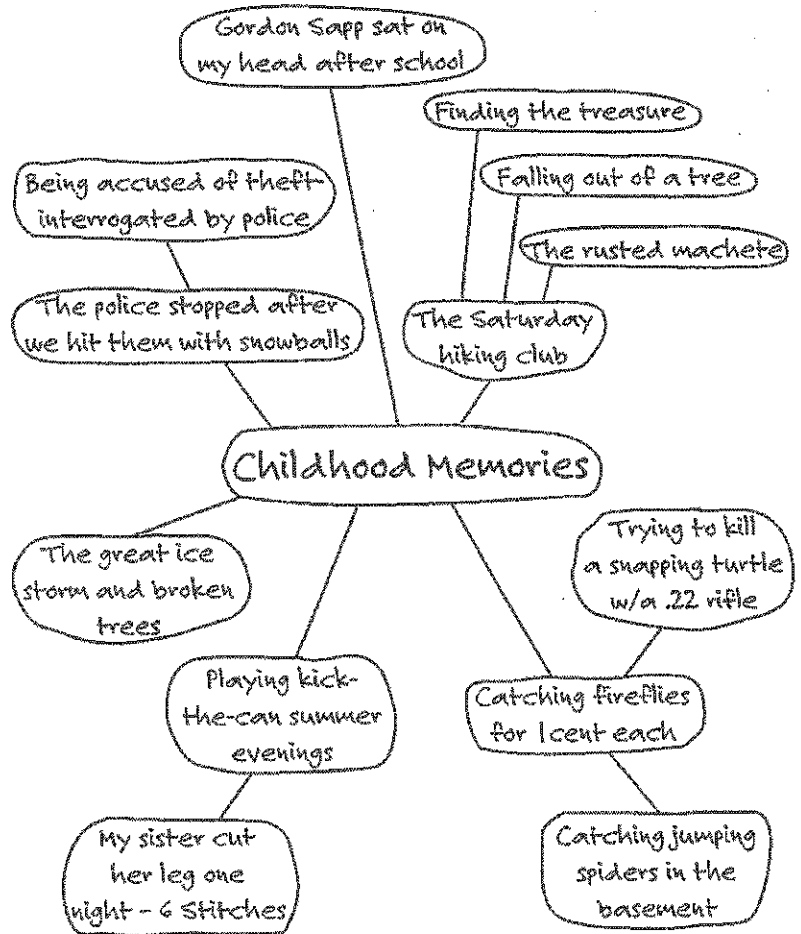 Gordon Sapp sat on
my head after school
Finding the treasure
Being accused of theft-
interrogated by police
Falling out of a tree
The rusted machete
The police stopped after
we hit them with snowballs
The Saturday
hiking club
Childhood Memories
The great ice
storm and broken
trees
Trying to kill
a snapping turtle
w/a .22 rifle
Playing kick-
the-can summer
evenings
Catching fireflies
for 1 cent each
My sister cut
her leg one
night - 6 Stitches
Catching jumping
spiders in the
basement